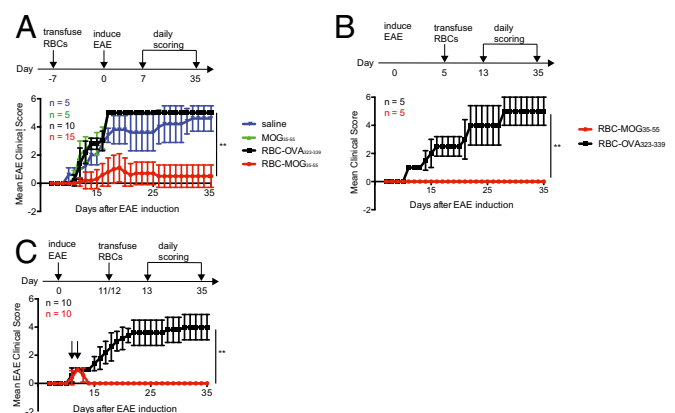 A
transfuse RBCs
induce EAE
daily scoring
Day
-7
0
7
35
n = 5
n = 5
n = 10
n = 15
Mean EAE Clinical Score
6
4
2
0
-2
15
25
35
Days after EAE induction
**
saline
MOG35-55
RBC-OVA323-339
RBC-MOG35-55
B
induce EAE
transfuse RBCs
daily scoring
Day
0
5
13
35
n = 5
n = 5
Mean EAE Clinical Score
6
4
2
0
-2
15
25
35
Days after EAE induction
**
RBC-MOG35-55
RBC-OVA323-339
C
induce EAE
transfuse RBCs
daily scoring
Day
0
11/12
13
35
n = 10
n = 10
Mean EAE Clinical Score
6
4
2
0
-2
15
25
35
Days after EAE induction
**